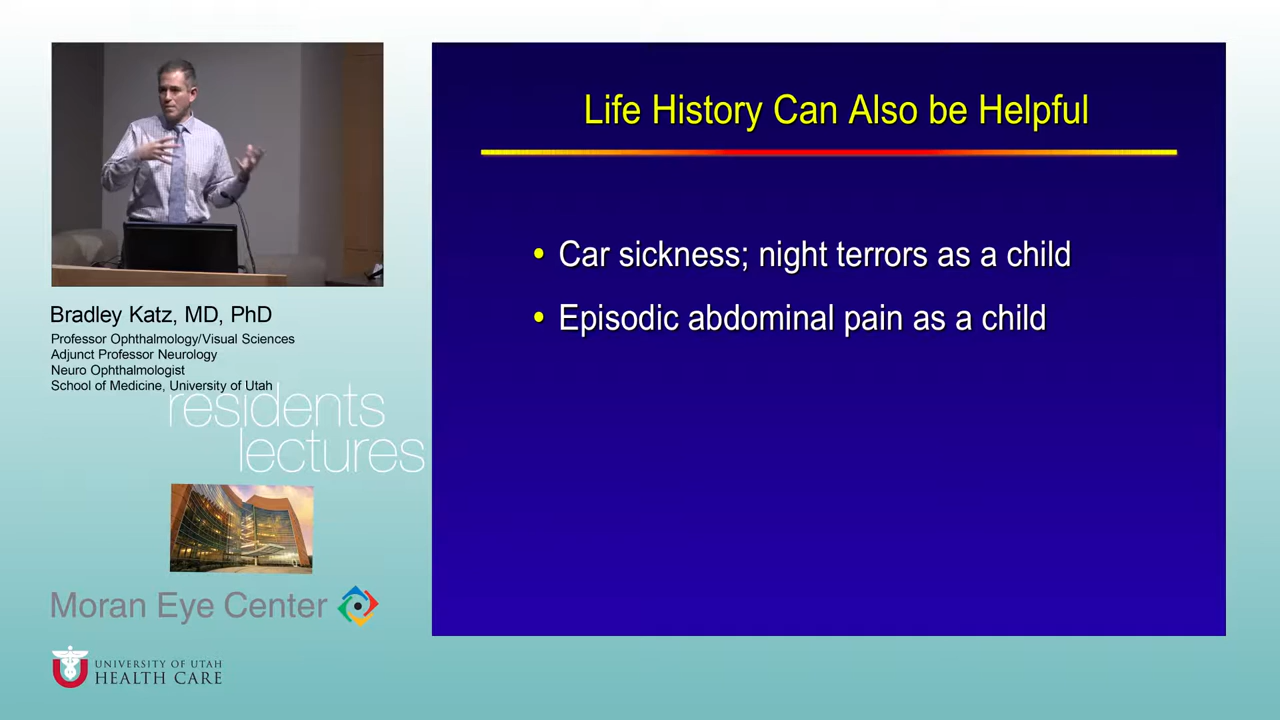 Life History Can Also be Helpful
• Car sickness; night terrors as a child
• Episodic abdominal pain as a child
Bradley Katz, MD, PhD
Professor Ophthalmology/Visual Sciences
Adjunct Professor Neurology
Neuro Ophthalmologist
School of Medicine, University of Utah
residents
lectures
Moran Eye Center
UNIVERSITY OF UTAH
HEALTH CARE